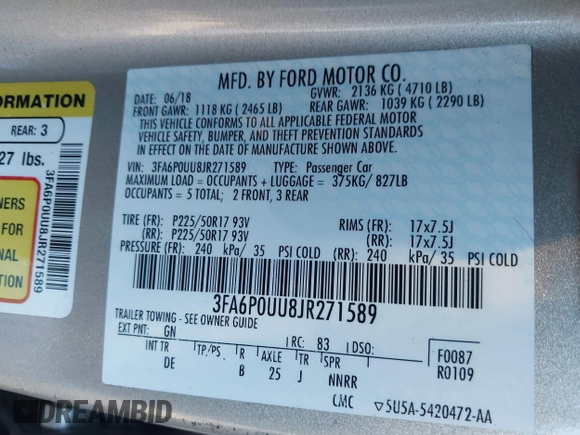 MFD. BY FORD MOTOR CO.
DATE: 06/18 GVWR: 2136 KG ( 4710 LB)
FRONT GAWR: 1118 KG ( 2465 LB) REAR GAWR: 1039 KG ( 2290 LB)
THIS VEHICLE CONFORMS TO ALL APPLICABLE FEDERAL MOTOR
VEHICLE SAFETY, BUMPER, AND THEFT PREVENTION STANDARDS
IN EFFECT ON THE DATE OF MANUFACTURE SHOWN ABOVE.
VIN: 3FA6P0UU8JR271589 TYPE: Passenger Car
MAXIMUM LOAD = OCCUPANTS + LUGGAGE = 375KG/ 827LB
OCCUPANTS = 5 TOTAL; 2 FRONT, 3 REAR
TIRE (FR): P225/50R17 93V RIMS (FR): 17x7.5J
(RR): P225/50R17 93V (RR): 17x7.5J
PRESSURE (FR): 240 kPa/ 35 PSI COLD (RR): 240 kPa/ 35 PSI COLD
3FA6P0UU8JR271589
TRAILER TOWING - SEE OWNER GUIDE
EXT PNT: GN RC: 83 DSO:
INT TR TP/PS R AXLE TR SPR
DE B 25 J NNRR
F0087
R0109
CMC ▽5U5A-5420472-AA
ORMATION
REAR: 3
27 lbs.
ERS
FOR
NAL
ATION
3FA6P0UU8JR271589
DREAMBID